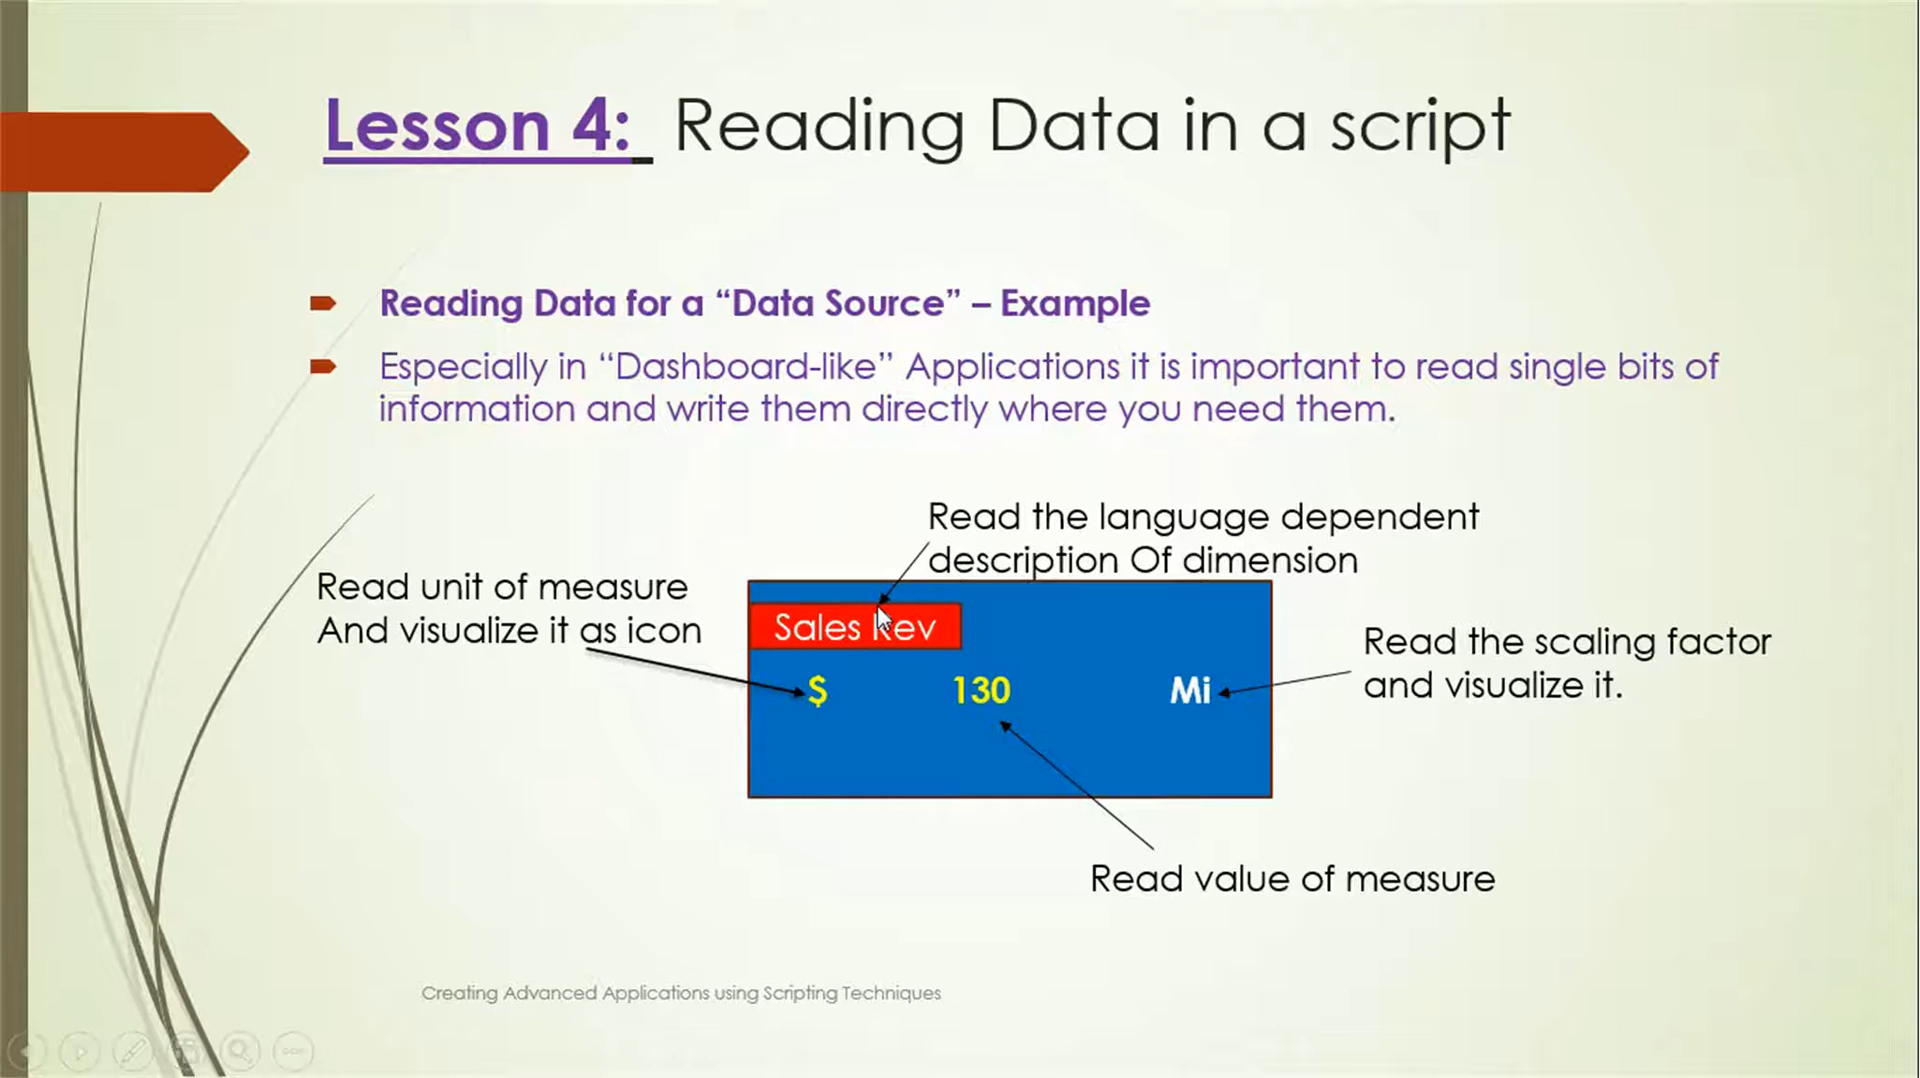 Lesson 4: Reading Data in a script
Reading Data for a “Data Source” – Example
Especially in “Dashboard-like” Applications it is important to read single bits of
information and write them directly where you need them.
Read the language dependent
description Of dimension
Read unit of measure
And visualize it as icon
Sales Rev
Read the scaling factor
and visualize it.
$ 130 Mi
Read value of measure
Creating Advanced Applications using Scripting Techniques